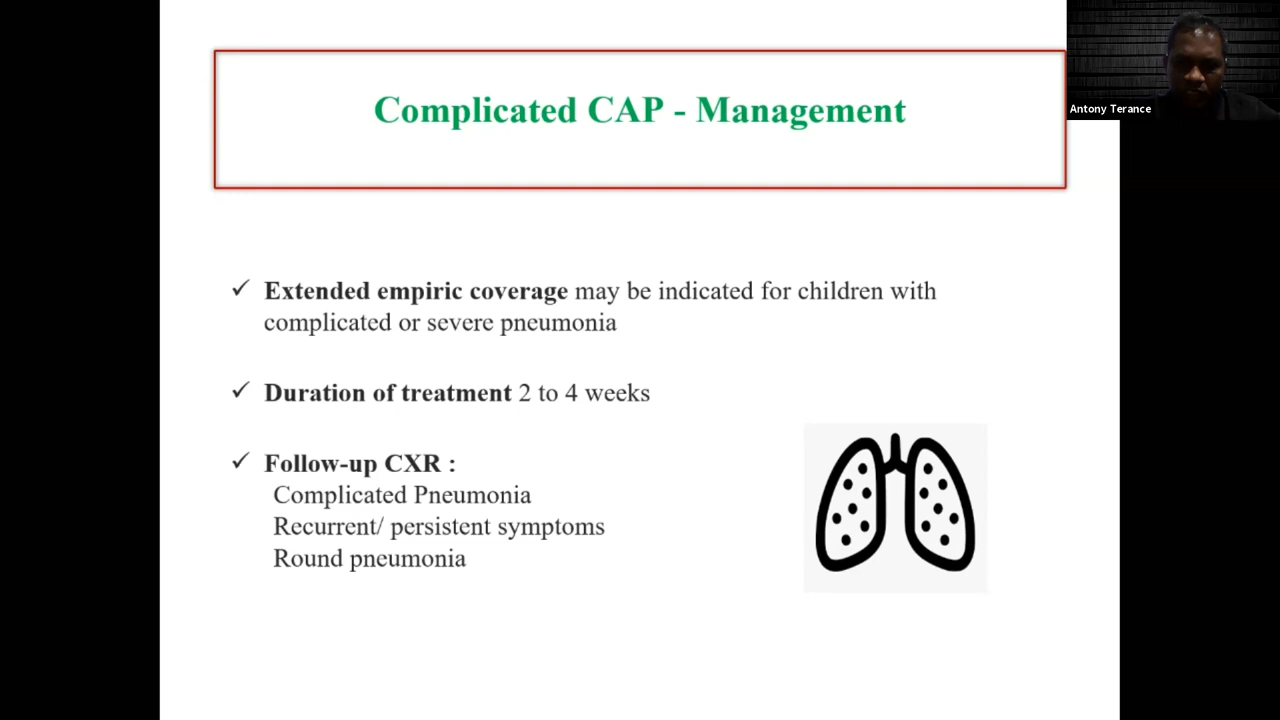 Complicated CAP - Management
Antony Terance
✓ Extended empiric coverage may be indicated for children with
complicated or severe pneumonia
✓ Duration of treatment 2 to 4 weeks
✓ Follow-up CXR :
Complicated Pneumonia
Recurrent/ persistent symptoms
Round pneumonia